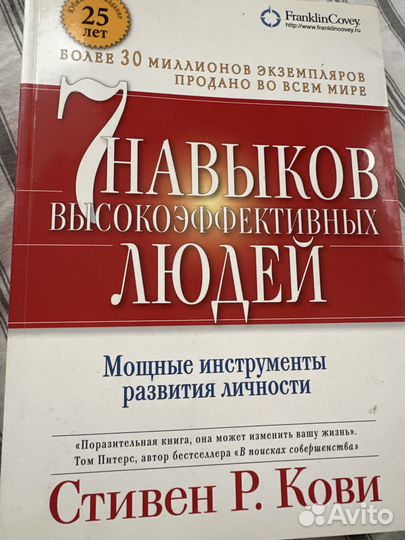 Юбилейное издание
25
лет
FranklinCovey
http://www.franklincovey.ru
БОЛЕЕ 30 МИЛЛИОНОВ ЭКЗЕМПЛЯРОВ
ПРОДАНО ВО ВСЕМ МИРЕ
7 НАВЫКОВ
ВЫСОКОЭФФЕКТИВНЫХ
ЛЮДЕЙ
Мощные инструменты
развития личности
«Поразительная книга, она может изменить вашу жизнь».
Том Питерс, автор бестселлера «В поисках совершенства»
Стивен Р. Кови
Avito